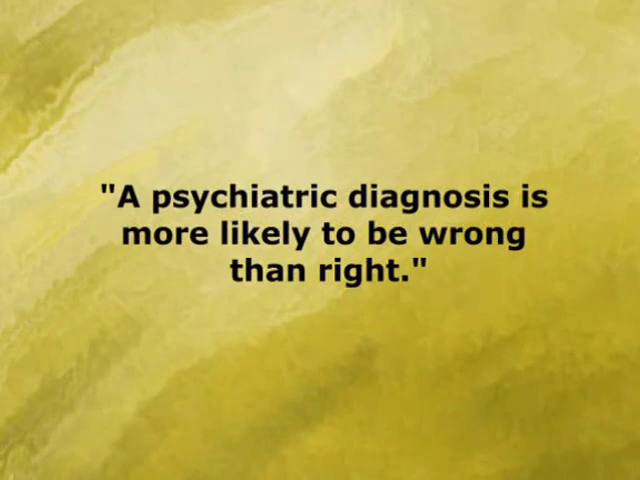 "A psychiatric diagnosis is
more likely to be wrong
than right."